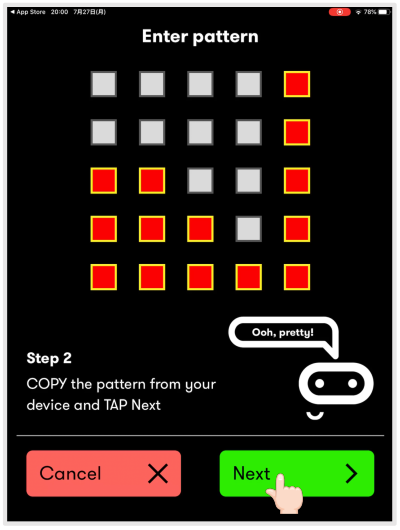 App Store 20:00 7月27日(月) 78%
Enter pattern
Ooh, pretty!
Step 2
COPY the pattern from your
device and TAP Next
Cancel
Next